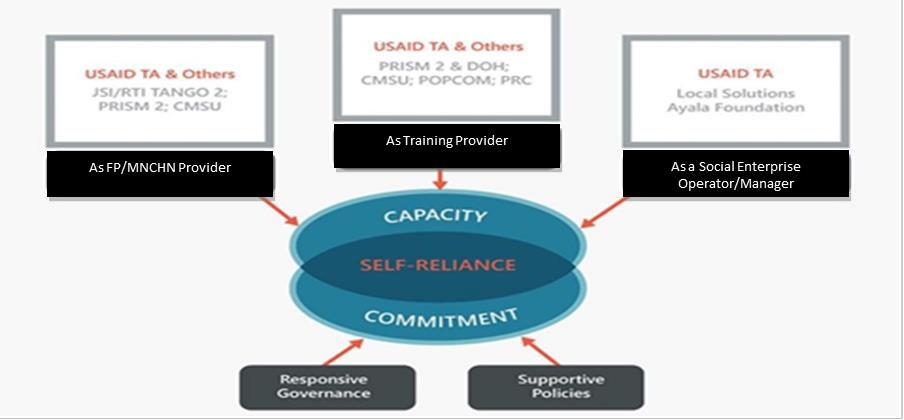 USAID TA & Others
JSI/RTI TANGO 2;
PRISM 2; CMSU
As FP/MNCHN Provider
USAID TA & Others
PRISM 2 & DOH;
CMSU; POPCOM; PRC
As Training Provider
USAID TA
Local Solutions
Ayala Foundation
As a Social Enterprise
Operator/Manager
CAPACITY
SELF-RELIANCE
COMMITMENT
Responsive
Governance
Supportive
Policies